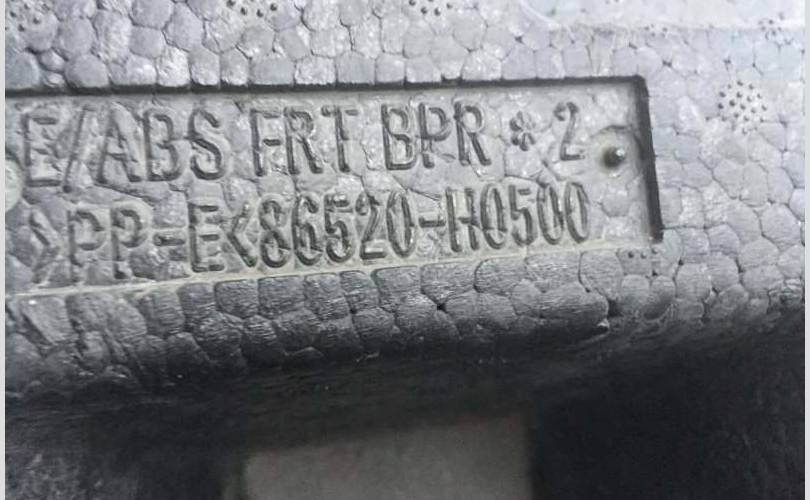 E/ABS FRT BPR * 2
>PP-E<86520-H0500